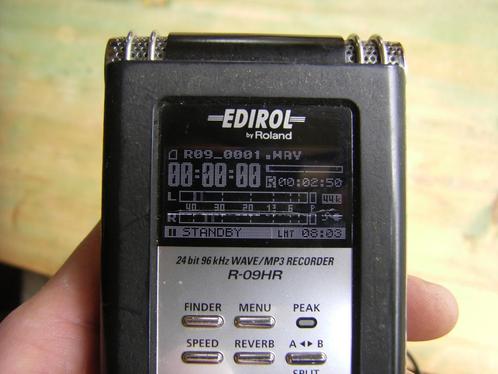 EDIROL
by Roland
R09_0001.WAV
00:00:00 R 00:02:50
L 44k
40 30 20 12 6 P
R
STANDBY LMT 08:03
24 bit 96 kHz WAVE/MP3 RECORDER
R-09HR
FINDER MENU PEAK
SPEED REVERB A ◄► B
SPLIT